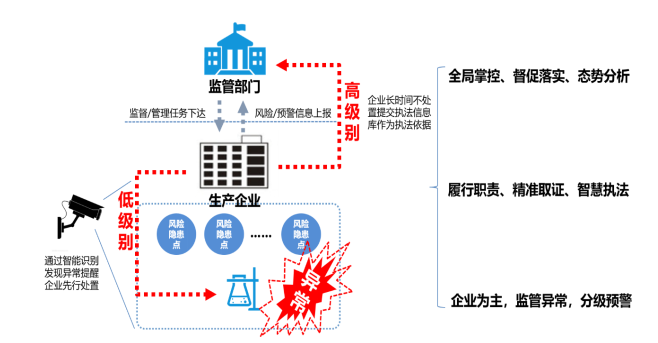 监管部门
监督/管理任务下达
风险/预警信息上报
高级别
企业长时间不处
置提交执法信息
库作为执法依据
生产企业
低级别
风险
隐患
点
风险
隐患
点
......
风险
隐患
点
通过智能识别
发现异常提醒
企业先行处置
异常
全局掌控、督促落实、态势分析
履行职责、精准取证、智慧执法
企业为主，监管异常，分级预警